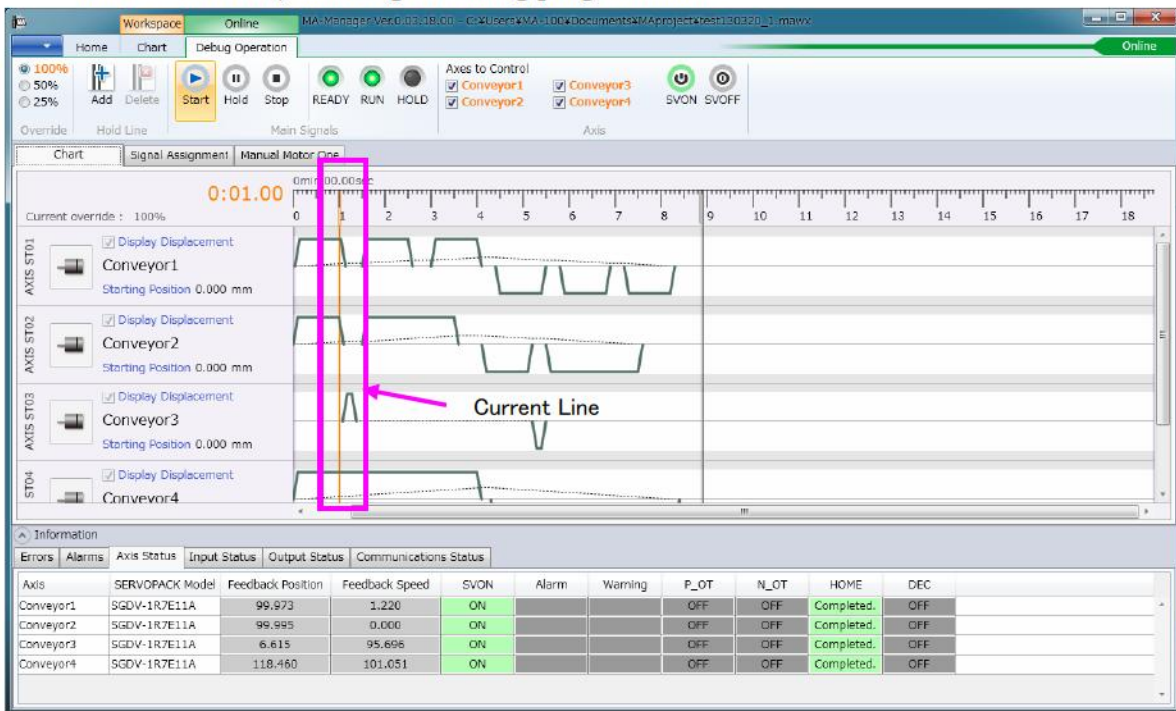 Workspace Online MA-Manager Ver.0.03.18.00 - C:¥Users¥MA-100¥Documents¥MAproject¥test130320_1.mawx
Home Chart Debug Operation Online
100%
50%
25%
Override
Add Delete
Hold Line
Start Hold Stop READY RUN HOLD
Main Signals
Axes to Control
Conveyor1 Conveyor3
Conveyor2 Conveyor4
SVON SVOFF
Axis
Chart Signal Assignment Manual Motor Ope
0min 00.00sec
0:01.00
Current override : 100%
0 1 2 3 4 5 6 7 8 9 10 11 12 13 14 15 16 17 18
AXIS ST01
Display Displacement
Conveyor1
Starting Position 0.000 mm
AXIS ST02
Display Displacement
Conveyor2
Starting Position 0.000 mm
AXIS ST03
Display Displacement
Conveyor3
Starting Position 0.000 mm
Current Line
ST04
Display Displacement
Conveyor4
Information
Errors Alarms Axis Status Input Status Output Status Communications Status
Axis SERVOPACK Model Feedback Position Feedback Speed SVON Alarm Warning P_OT N_OT HOME DEC
Conveyor1 SGDV-1R7E11A 99.973 1.220 ON OFF OFF Completed. OFF
Conveyor2 SGDV-1R7E11A 99.995 0.000 ON OFF OFF Completed. OFF
Conveyor3 SGDV-1R7E11A 6.615 95.696 ON OFF OFF Completed. OFF
Conveyor4 SGDV-1R7E11A 118.460 101.051 ON OFF OFF Completed. OFF